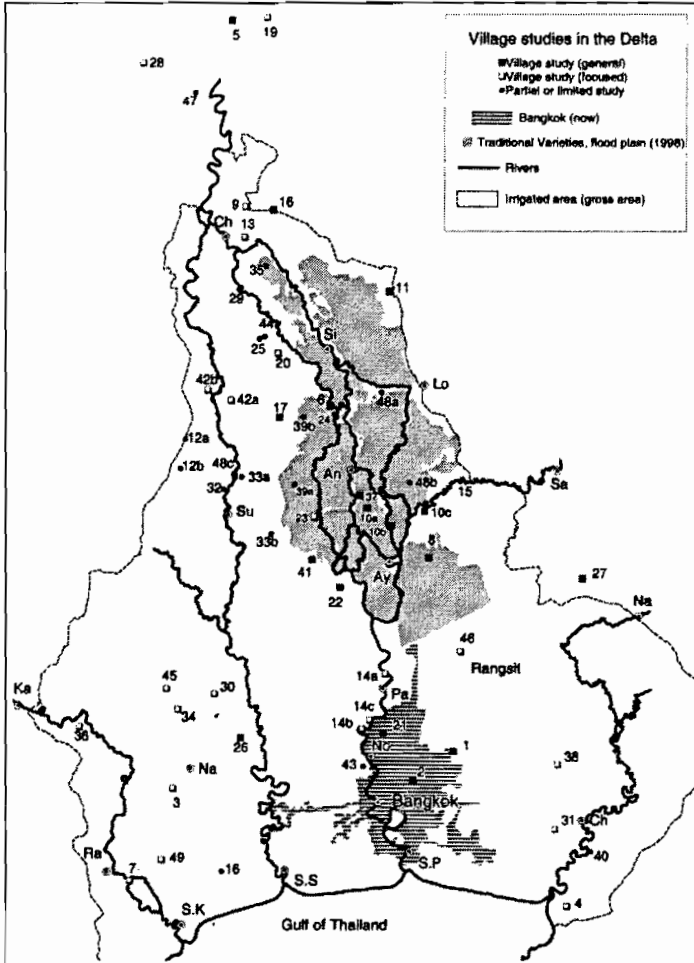 Village studies in the Delta
Village study (general)
Village study (focused)
Partial or limited study
Bangkok (now)
Traditional Varieties, flood plain (1998)
Rivers
Irrigated area (gross area)
5
19
28
47
9
16
Ch
13
35
11
29
Si
44
25
20
Lo
42b
42a
6
48a
17
24
39b
12a
An
12b
48c
33a
39a
37
48b
15
Sa
32
10a
10c
Su
23
10b
33b
8
41
Ay
22
27
Na
46
Rangsit
14a
45
30
Pa
Ka
34
14c
36
14b
21
26
No
1
Na
43
2
38
3
Bangkok
31
Ch
49
40
Ra
7
16
S.S
S.P
4
S.K
Gulf of Thailand